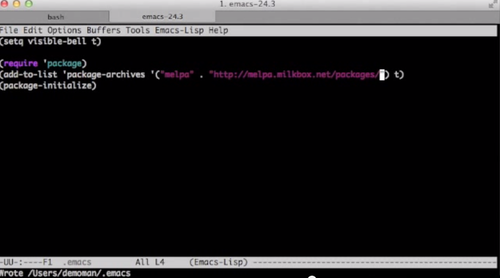 1. emacs-24.3
bash
emacs-24.3
File Edit Options Buffers Tools Emacs-Lisp Help
(setq visible-bell t)
(require 'package)
(add-to-list 'package-archives '("melpa" . "http://melpa.milkbox.net/packages/") t)
(package-initialize)
-UU-:----F1 .emacs All L4 (Emacs-Lisp) ----------------------------------------
Wrote /Users/demoman/.emacs